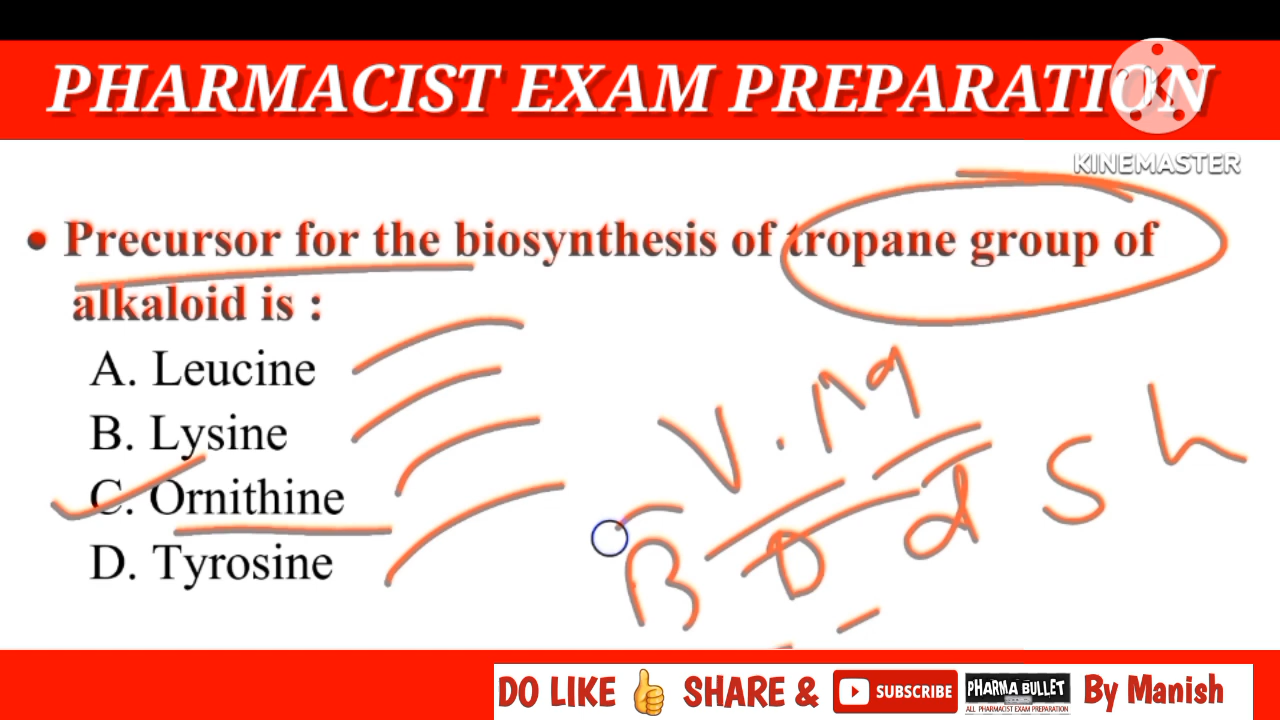 PHARMACIST EXAM PREPARATION
KINEMASTER
• Precursor for the biosynthesis of tropane group of
alkaloid is :
A. Leucine
B. Lysine
C. Ornithine
D. Tyrosine
DO LIKE 👍 SHARE & SUBSCRIBE PHARMA BULLET By Manish
ALL PHARMACIST EXAM PREPARATION